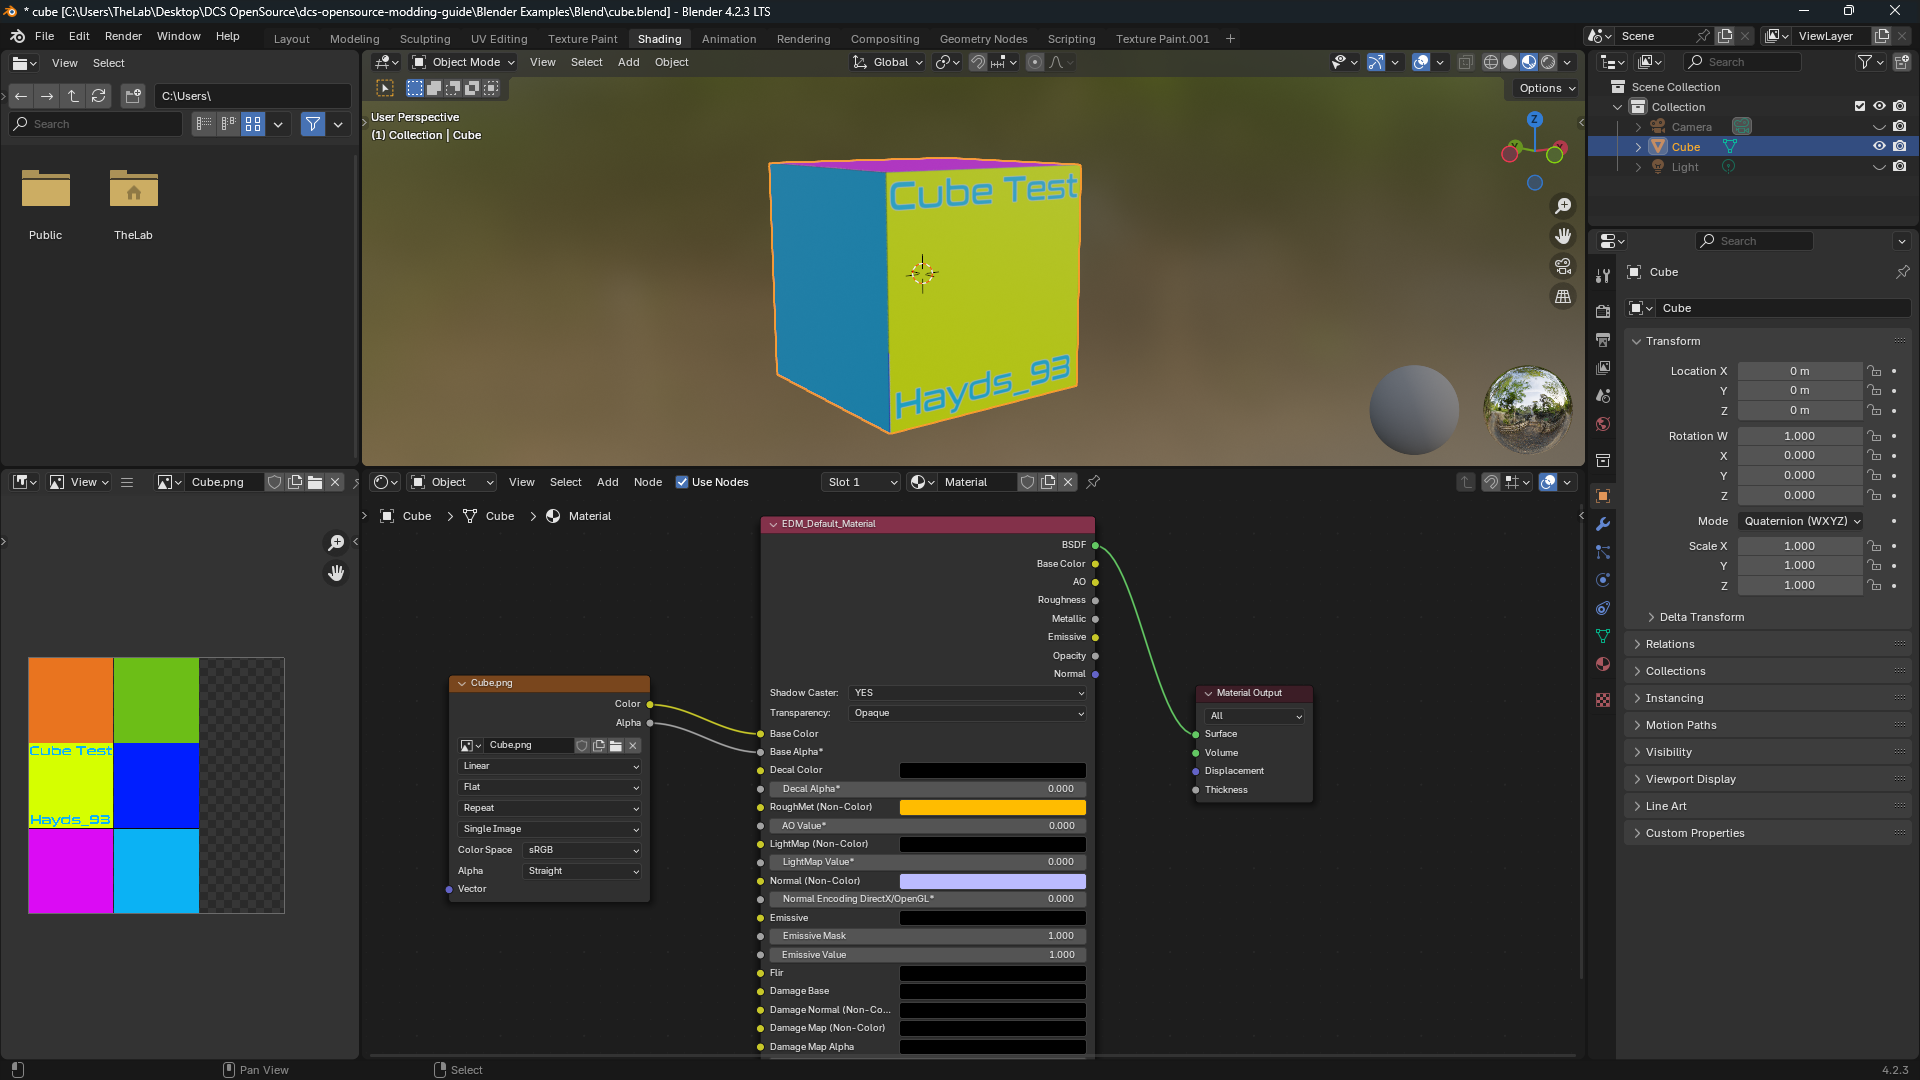 * cube [C:\Users\TheLab\Desktop\DCS OpenSource\dcs-opensource-modding-guide\Blender Examples\Blend\cube.blend] - Blender 4.2.3 LTS
File Edit Render Window Help
Layout Modeling Sculpting UV Editing Texture Paint Shading Animation Rendering Compositing Geometry Nodes Scripting Texture Paint.001 +
Scene
ViewLayer
View Select
C:\Users\
Search
Public
TheLab
Object Mode View Select Add Object
Global
Options
User Perspective
(1) Collection | Cube
Z
Cube Test
Hayds_93
Search
Scene Collection
Collection
Camera
Cube
Light
Search
Cube
Cube
Transform
Location X 0 m
Y 0 m
Z 0 m
Rotation W 1.000
X 0.000
Y 0.000
Z 0.000
Mode Quaternion (WXYZ)
Scale X 1.000
Y 1.000
Z 1.000
Delta Transform
Relations
Collections
Instancing
Motion Paths
Visibility
Viewport Display
Line Art
Custom Properties
View
Cube.png
Cube Test
Hayds_93
Object View Select Add Node Use Nodes
Slot 1
Material
Cube > Cube > Material
Cube.png
Color
Alpha
Cube.png
Linear
Flat
Repeat
Single Image
Color Space sRGB
Alpha Straight
Vector
EDM_Default_Material
BSDF
Base Color
AO
Roughness
Metallic
Emissive
Opacity
Normal
Shadow Caster: YES
Transparency: Opaque
Base Color
Base Alpha*
Decal Color
Decal Alpha* 0.000
RoughMet (Non-Color)
AO Value* 0.000
LightMap (Non-Color)
LightMap Value* 0.000
Normal (Non-Color)
Normal Encoding DirectX/OpenGL* 0.000
Emissive
Emissive Mask 1.000
Emissive Value 1.000
Flir
Damage Base
Damage Normal (Non-Co...
Damage Map (Non-Color)
Damage Map Alpha
Material Output
All
Surface
Volume
Displacement
Thickness
Pan View
Select
4.2.3